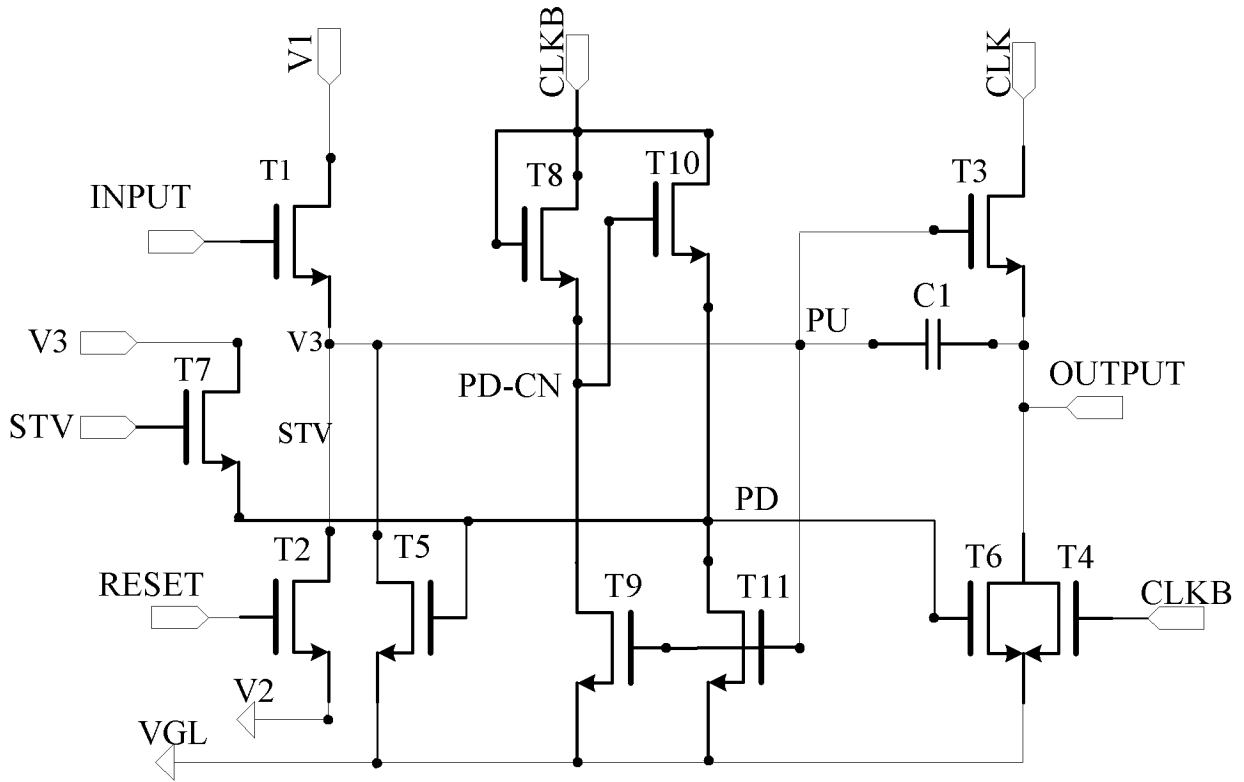 V1
CLKB
CLK
T1
T8
T10
T3
INPUT
C1
V3
V3
PU
T7
PD-CN
OUTPUT
STV
STV
PD
T2
T5
T9
T11
T6
T4
RESET
CLKB
V2
VGL